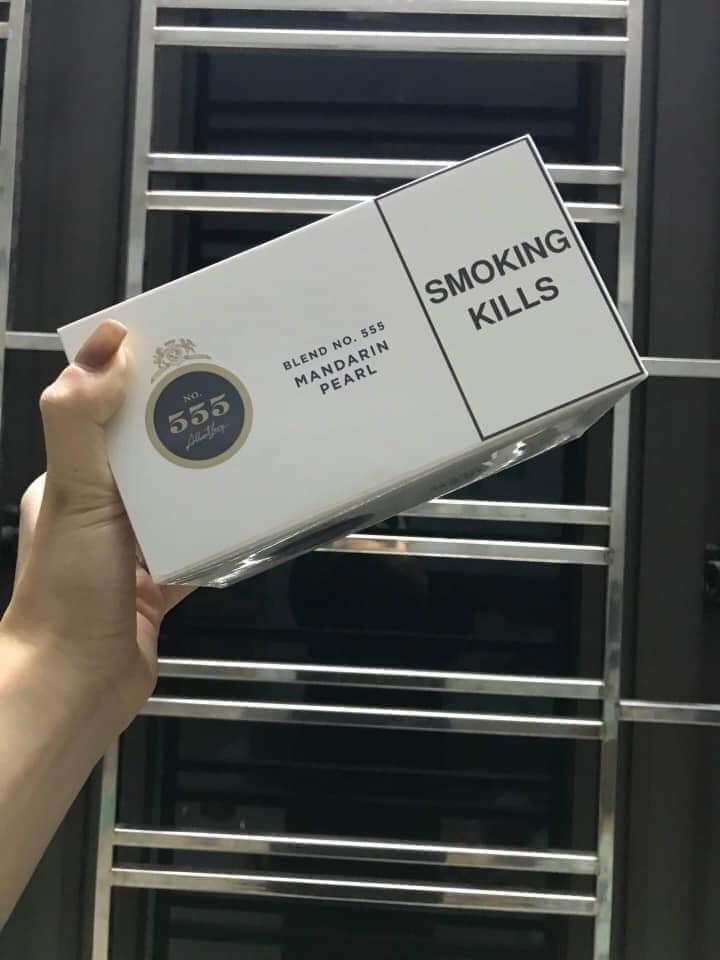 NO.
555
BLEND NO. 555
MANDARIN
PEARL
SMOKING
KILLS